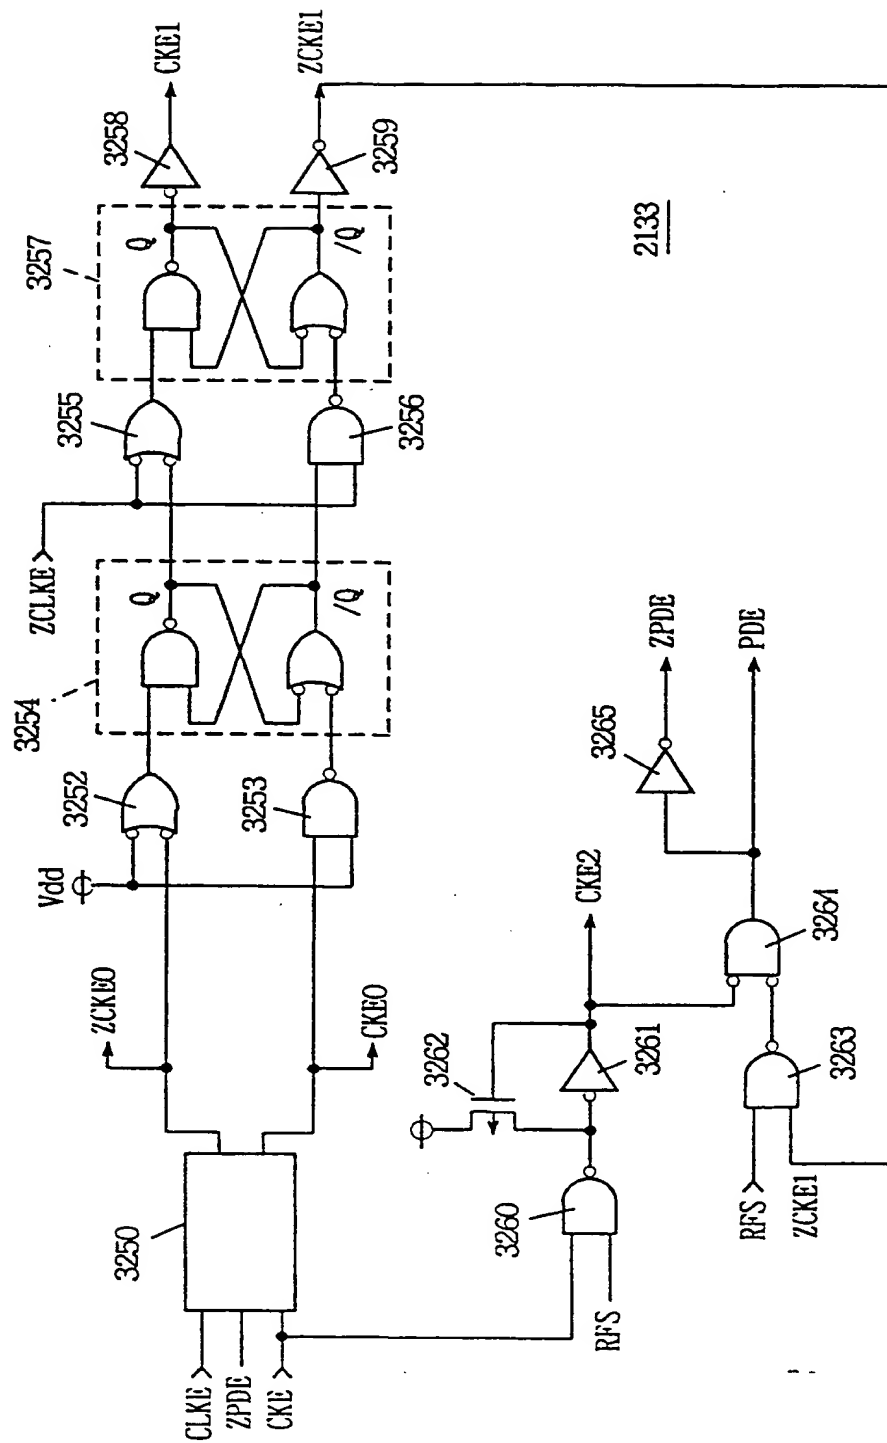 CLKE
ZPDE
CKE
3250
ZCKE0
CKE0
Vdd
3252
3253
3254
Q
/Q
ZCLKE
3255
3256
3257
Q
/Q
3258
3259
CKE1
ZCKE1
RFS
3260
3262
3261
CKE2
RFS
ZCKE1
3263
3264
3265
ZPDE
PDE
2133